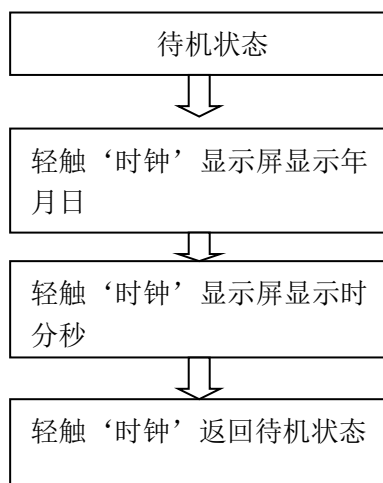 待机状态
轻触‘时钟’显示屏显示年
月日
轻触‘时钟’显示屏显示时
分秒
轻触‘时钟’返回待机状态